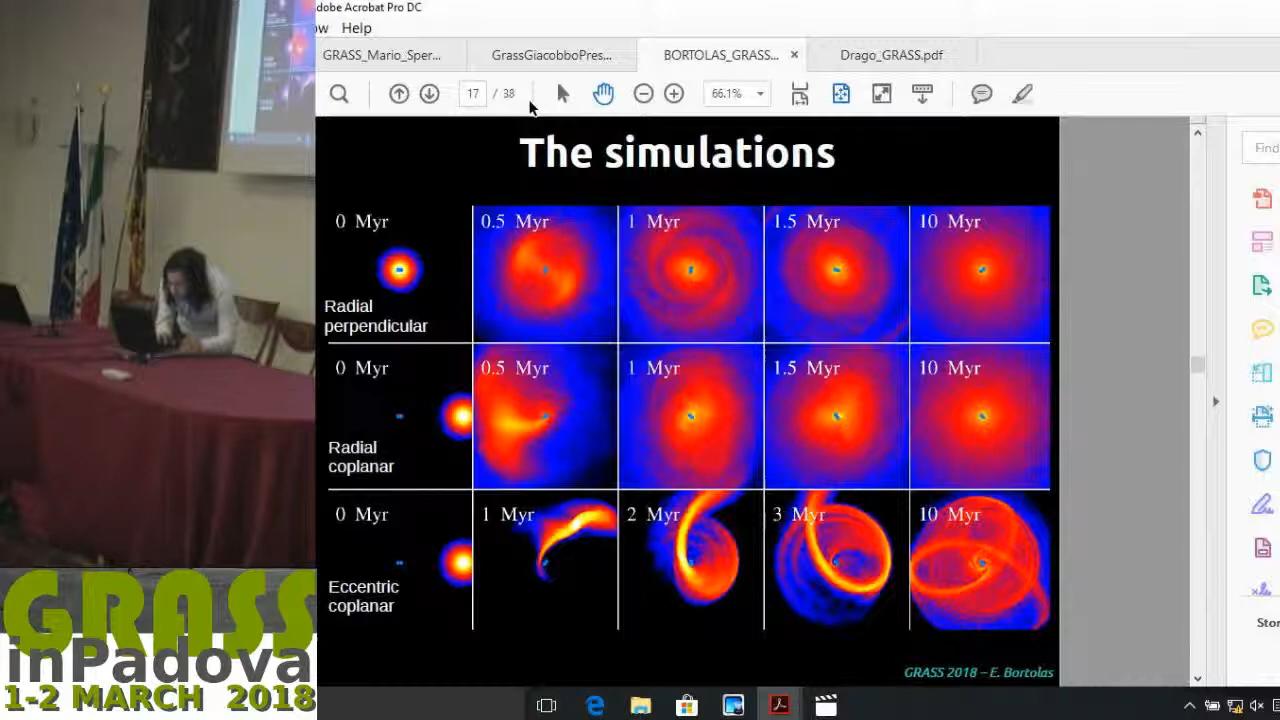 dobe Acrobat Pro DC
ow Help
GRASS_Mario_Sper... GrassGiacobboPres... BORTOLAS_GRASS... × Drago_GRASS.pdf
17 / 38 66.1%
The simulations
Find
0 Myr 0.5 Myr 1 Myr 1.5 Myr 10 Myr
Radial
perpendicular
0 Myr 0.5 Myr 1 Myr 1.5 Myr 10 Myr
Radial
coplanar
0 Myr 1 Myr 2 Myr 3 Myr 10 Myr
Eccentric
coplanar
Stor
GRASS 2018 – E. Bortolas
GRASS
inPadova
1-2 MARCH 2018